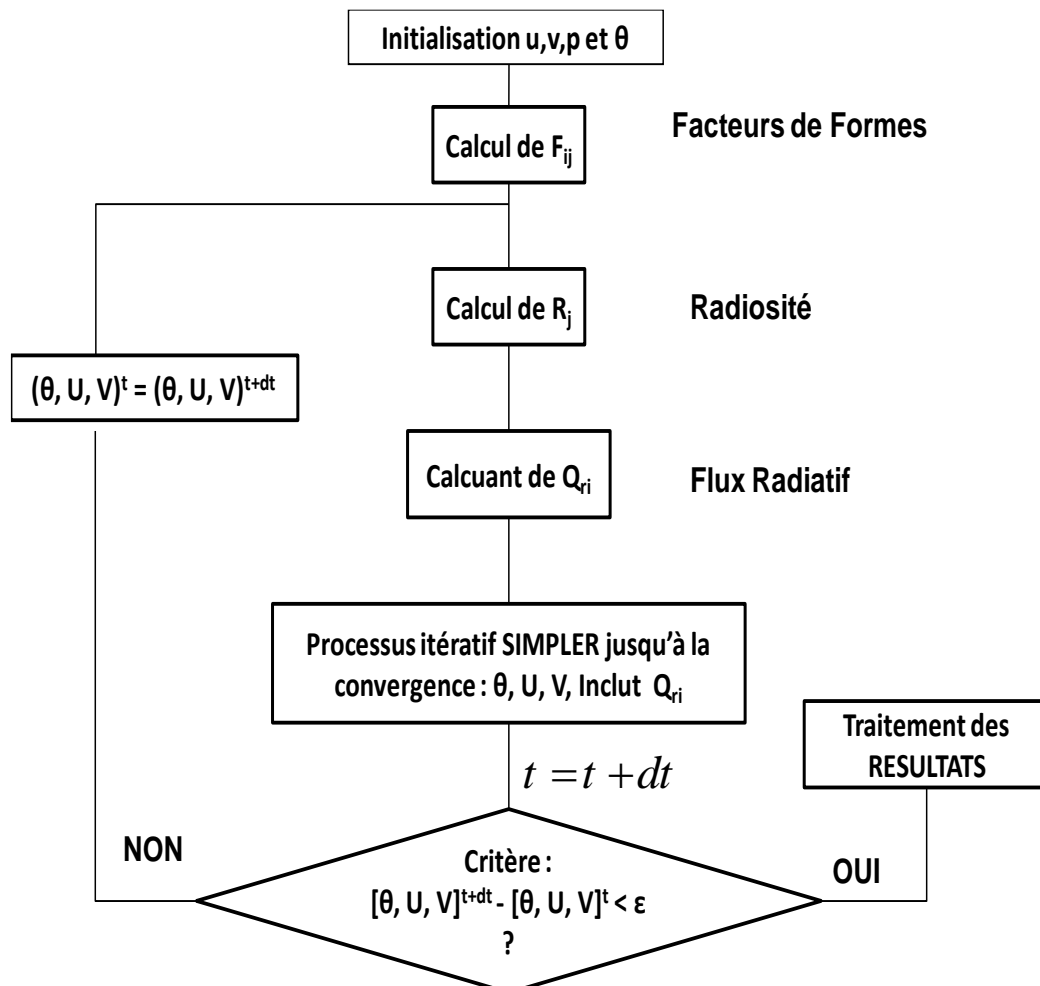 Initialisation u,v,p et θ
Facteurs de Formes
Calcul de Fij
Calcul de Rj
Radiosité
(θ, U, V)t = (θ, U, V)t+dt
Calcuant de Qri
Flux Radiatif
Processus itératif SIMPLER jusqu'à la
convergence : θ, U, V, Inclut Qri
Traitement des
RESULTATS
t = t + dt
NON
OUI
Critère :
[θ, U, V]t+dt - [θ, U, V]t < ε
?